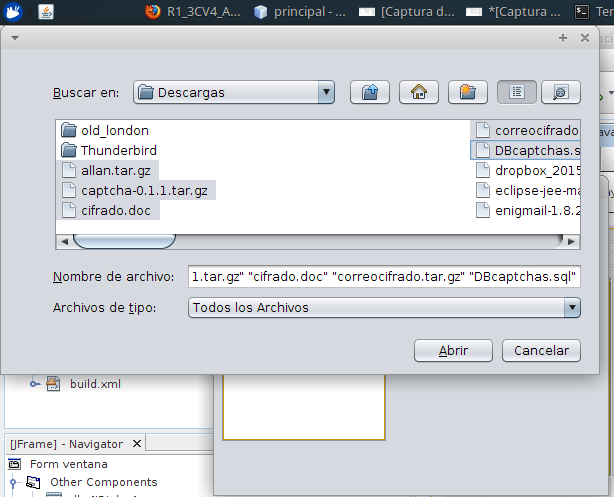 R1_3CV4_A...
principal - ...
[Captura d...
*[Captura ...
Ter
Buscar en:
Descargas
old_london
Thunderbird
allan.tar.gz
captcha-0.1.1.tar.gz
cifrado.doc
correocifrado
DBcaptchas.s
dropbox_2015
eclipse-jee-ma
enigmail-1.8.2
Nombre de archivo:
1.tar.gz" "cifrado.doc" "correocifrado.tar.gz" "DBcaptchas.sql"
Archivos de tipo:
Todos los Archivos
Abrir
Cancelar
build.xml
[JFrame] - Navigator
Form ventana
Other Components